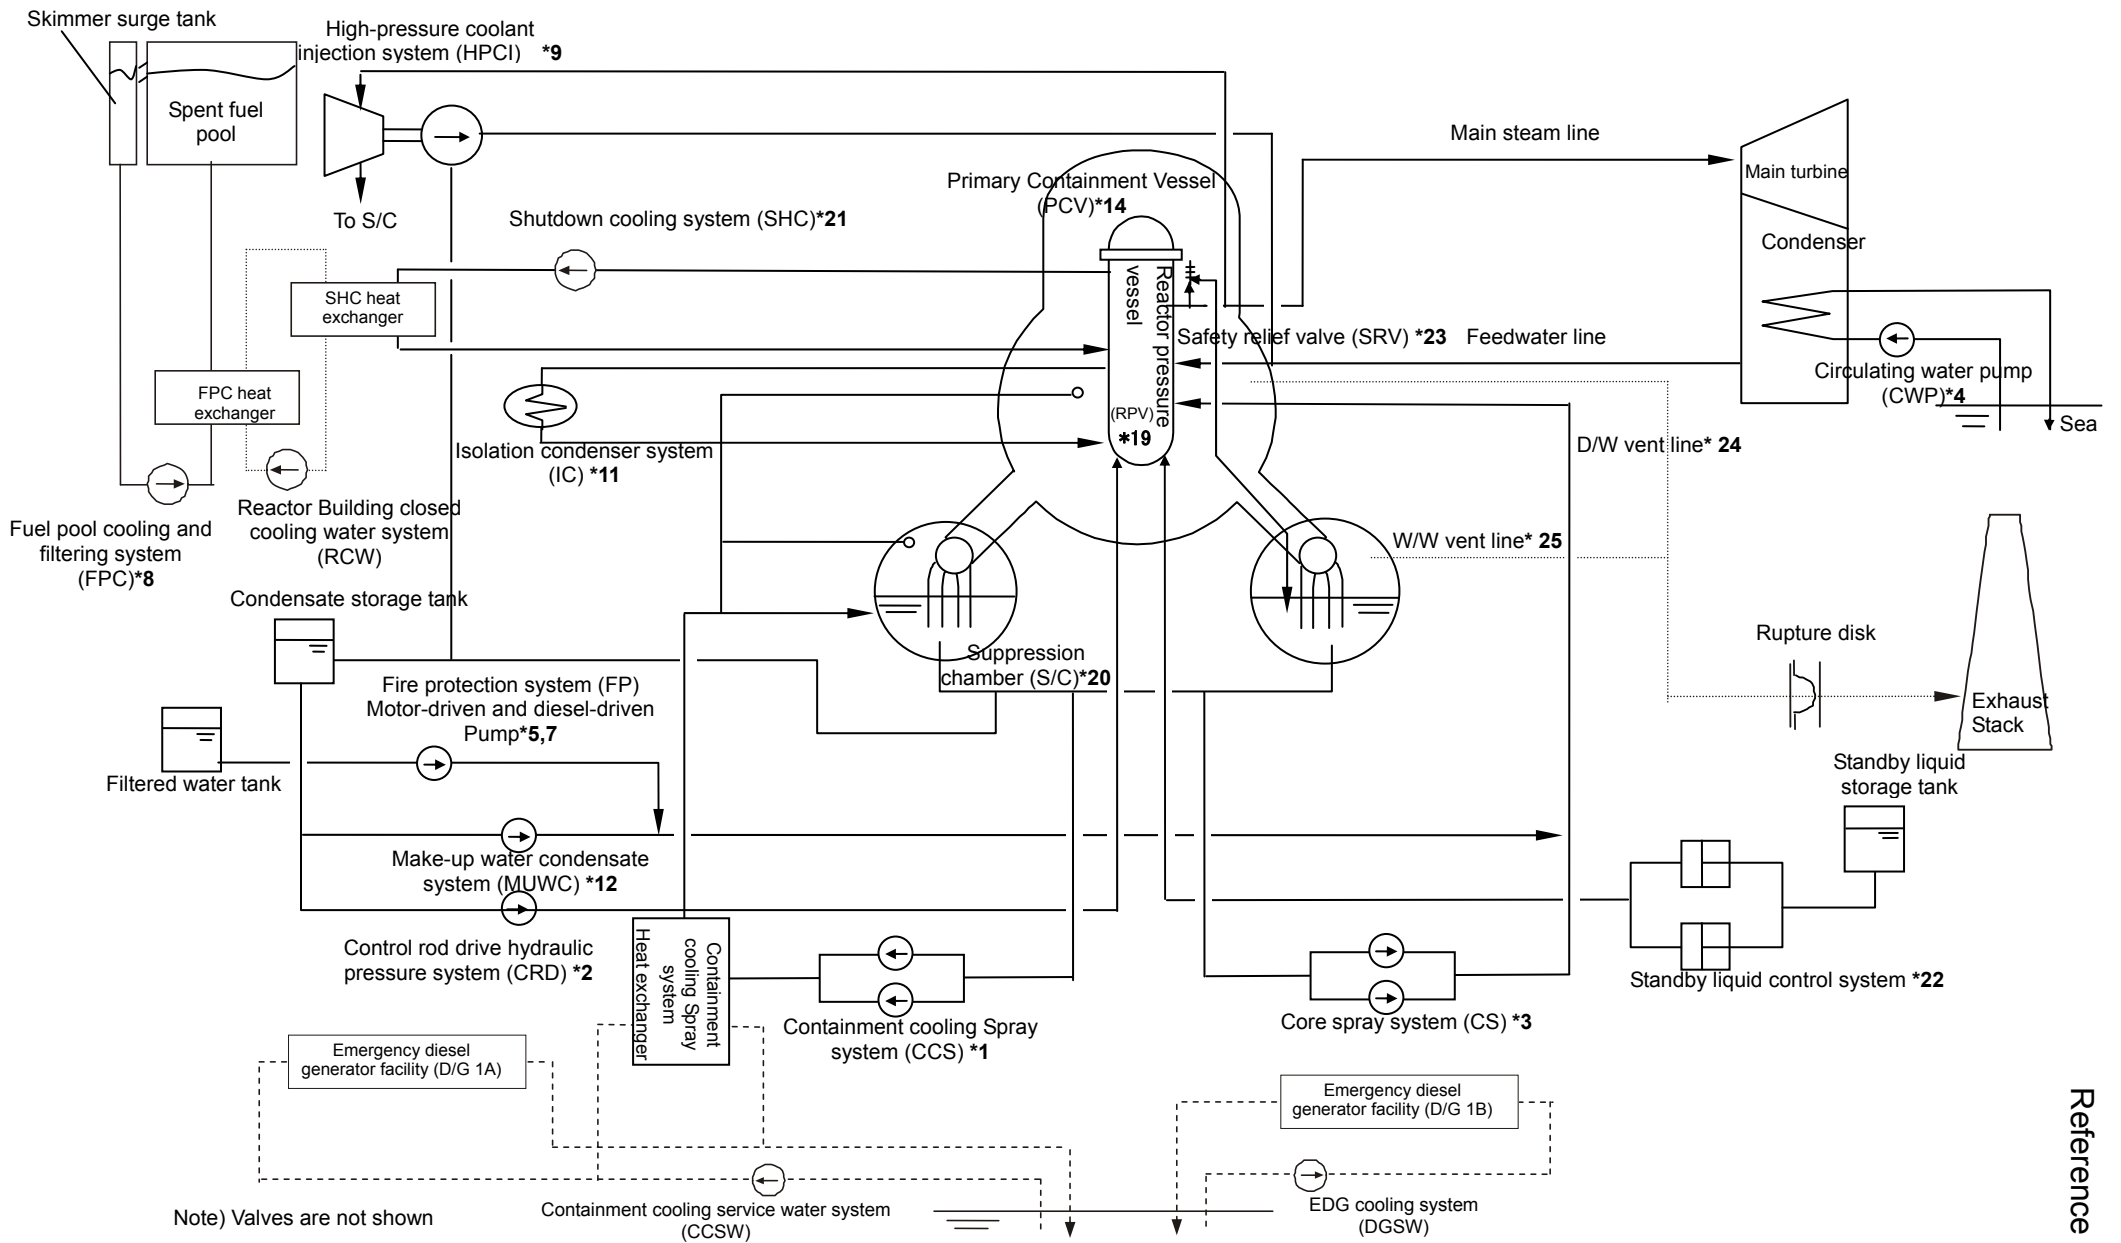 Skimmer surge tank
High-pressure coolant
injection system (HPCI) *9
Spent fuel
pool
To S/C
Shutdown cooling system (SHC)*21
Primary Containment Vessel
(PCV)*14
Main steam line
Main turbine
Condenser
SHC heat
exchanger
Reactor pressure
vessel
(RPV)
*19
Safety relief valve (SRV) *23
Feedwater line
Circulating water pump
(CWP)*4
Sea
FPC heat
exchanger
Isolation condenser system
(IC) *11
D/W vent line* 24
Fuel pool cooling and
filtering system
(FPC)*8
Reactor Building closed
cooling water system
(RCW)
W/W vent line* 25
Condensate storage tank
Suppression
chamber (S/C)*20
Rupture disk
Exhaust
Stack
Fire protection system (FP)
Motor-driven and diesel-driven
Pump*5,7
Filtered water tank
Standby liquid
storage tank
Make-up water condensate
system (MUWC) *12
Control rod drive hydraulic
pressure system (CRD) *2
Containment
cooling Spray
system
Heat exchanger
Containment cooling Spray
system (CCS) *1
Core spray system (CS) *3
Standby liquid control system *22
Emergency diesel
generator facility (D/G 1A)
Emergency diesel
generator facility (D/G 1B)
Containment cooling service water system
(CCSW)
EDG cooling system
(DGSW)
Note) Valves are not shown
Reference